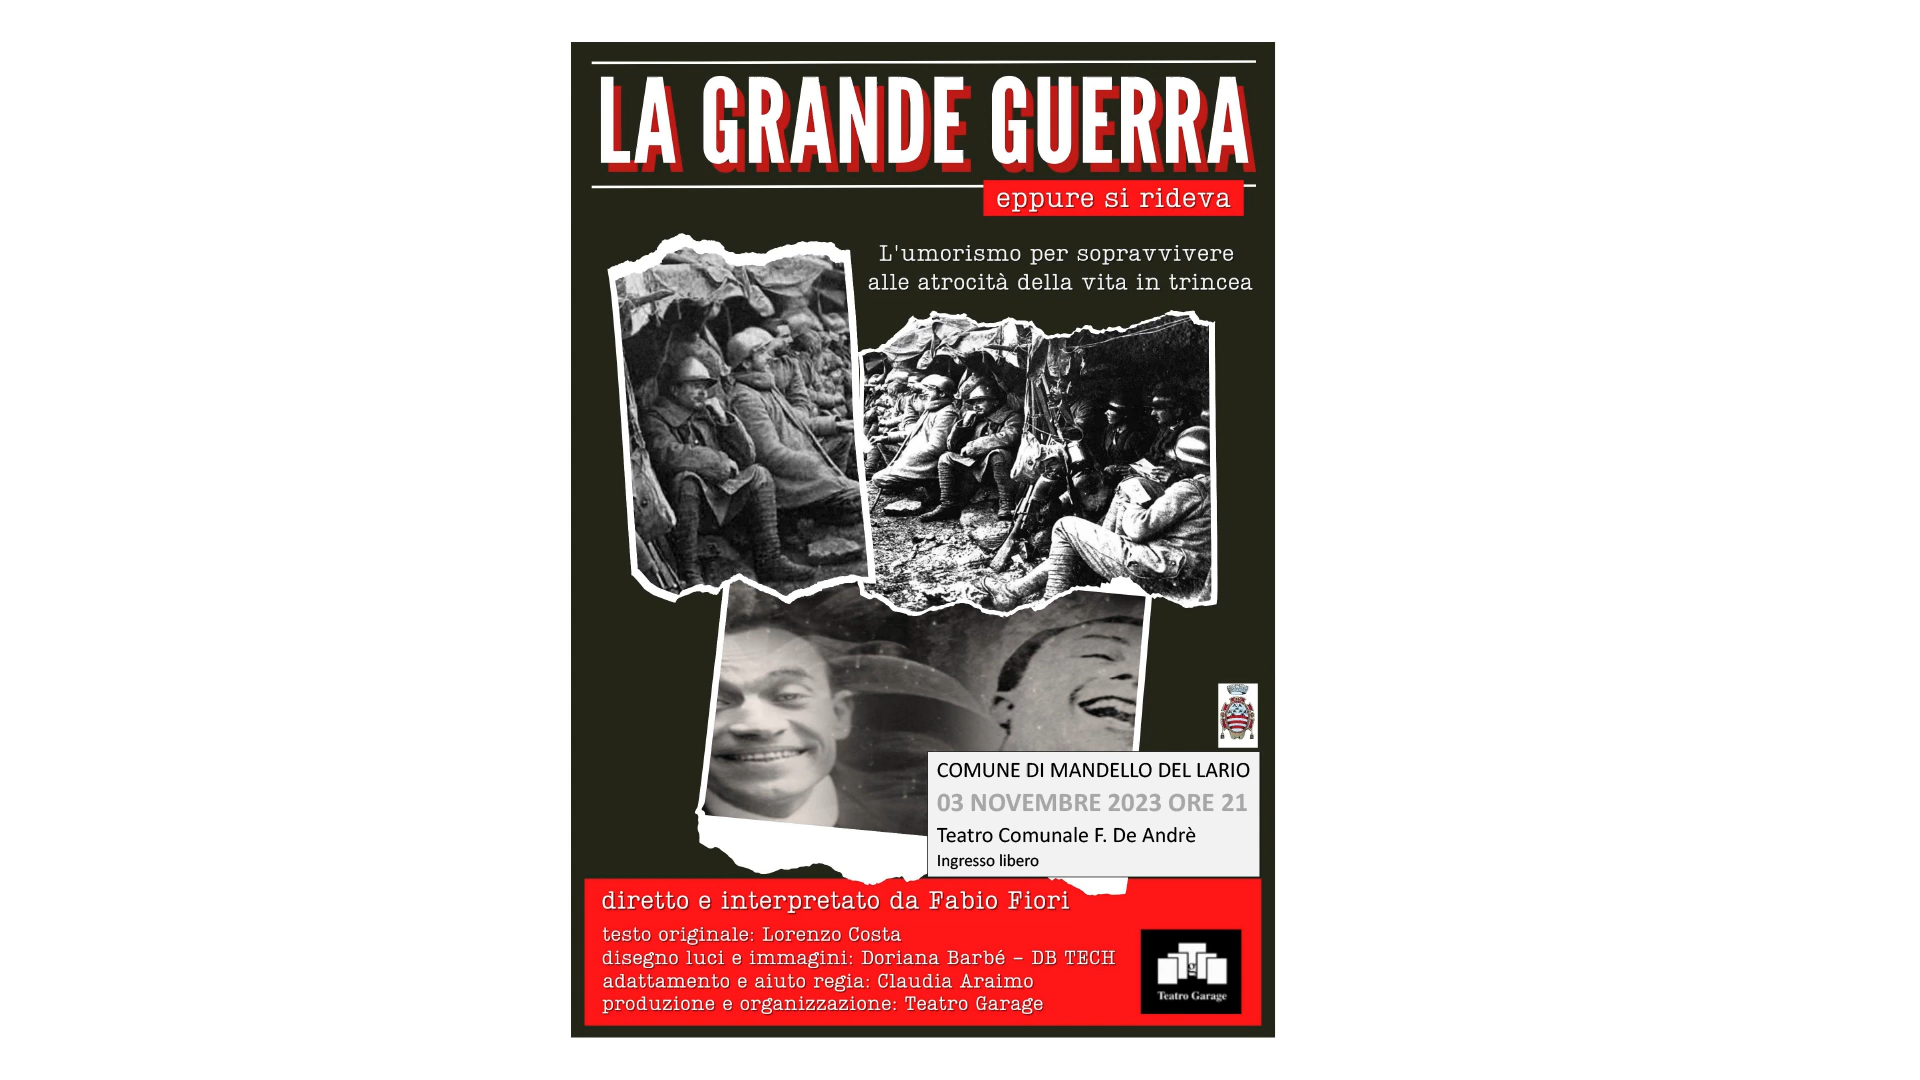 LA GRANDE GUERRA
eppure si rideva
L'umorismo per sopravvivere
alle atrocità della vita in trincea
COMUNE DI MANDELLO DEL LARIO
03 NOVEMBRE 2023 ORE 21
Teatro Comunale F. De Andrè
Ingresso libero
diretto e interpretato da Fabio Fiori
testo originale: Lorenzo Costa
disegno luci e immagini: Doriana Barbé – DB TECH
adattamento e aiuto regia: Claudia Araimo
produzione e organizzazione: Teatro Garage
Teatro Garage